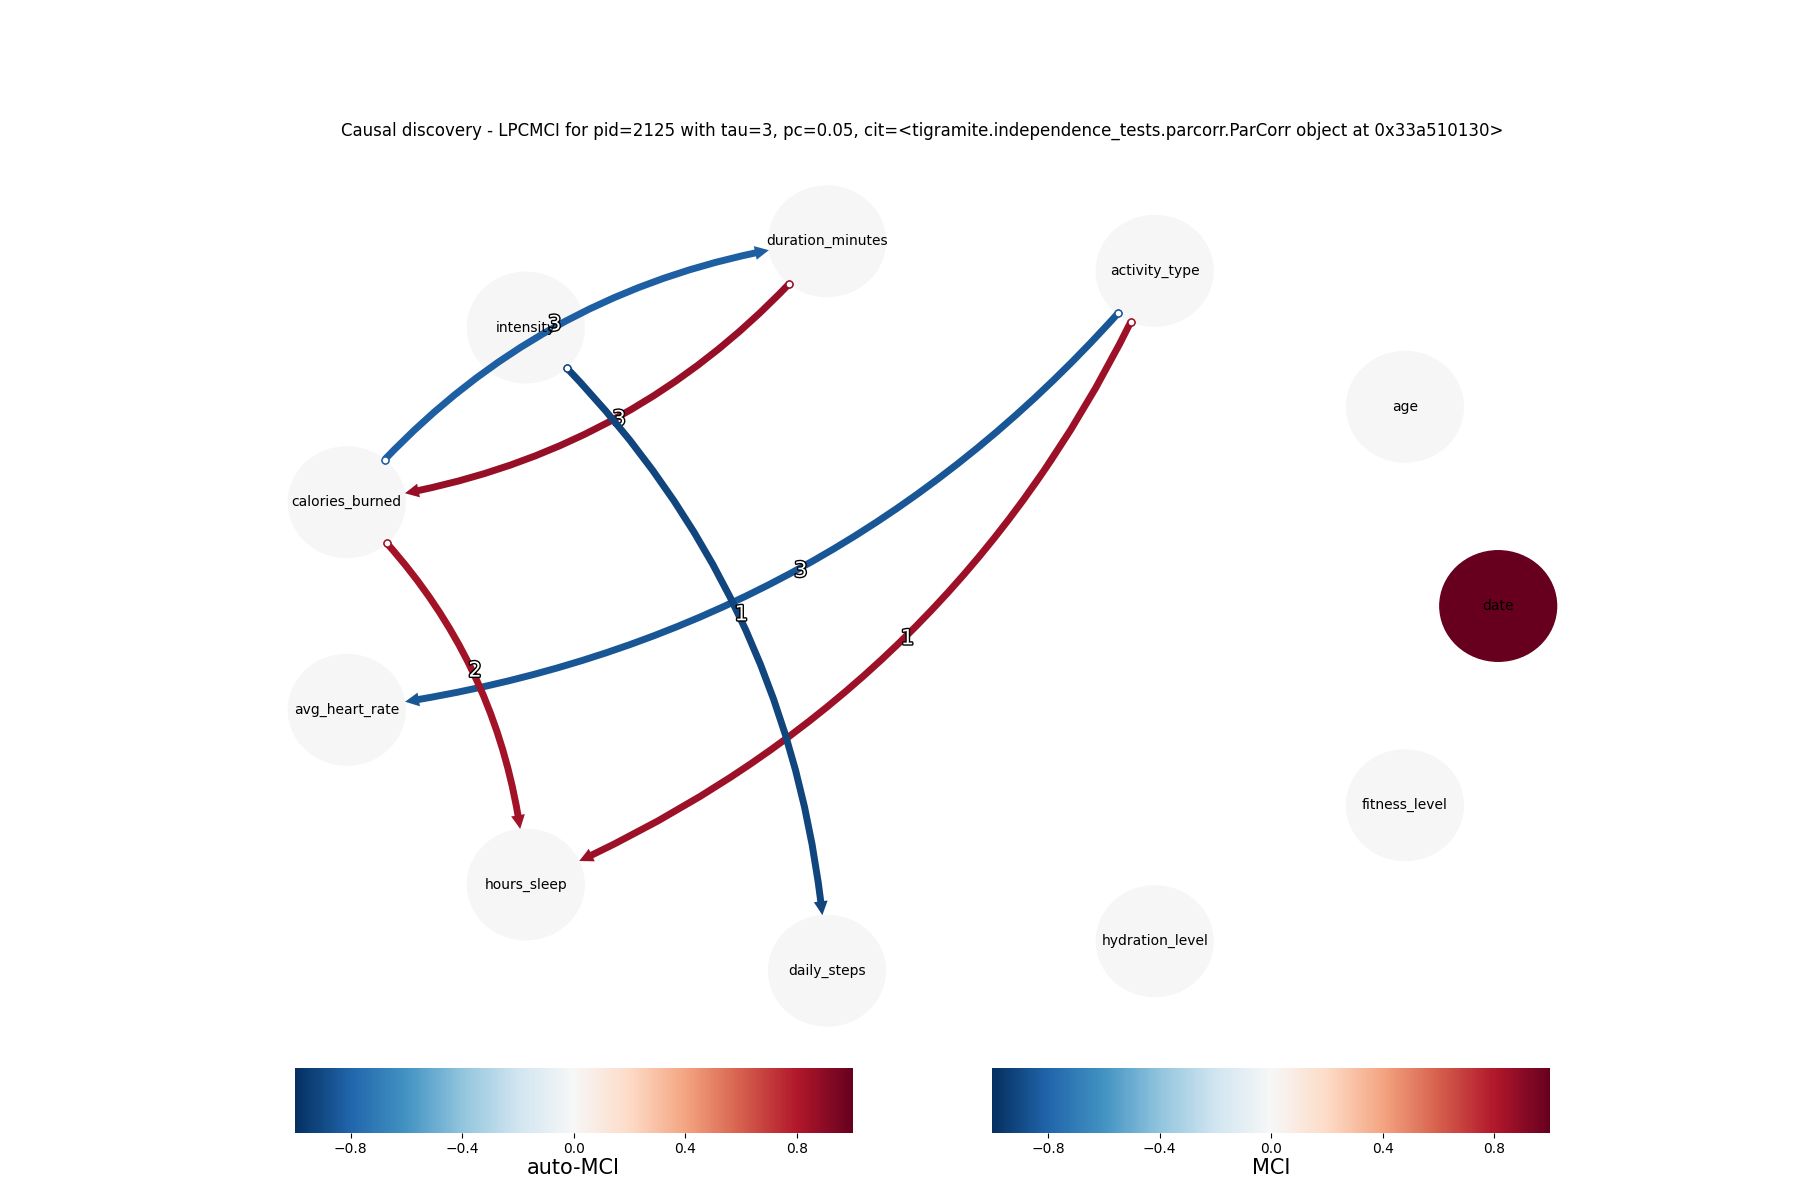 Causal discovery - LPCMCI for pid=2125 with tau=3, pc=0.05, cit=<tigramite.independence_tests.parcorr.ParCorr object at 0x33a510130>
duration_minutes
activity_type
intensity
3
age
3
calories_burned
3
date
1
1
2
avg_heart_rate
fitness_level
hours_sleep
hydration_level
daily_steps
−0.8 −0.4 0.0 0.4 0.8
auto-MCI
−0.8 −0.4 0.0 0.4 0.8
MCI